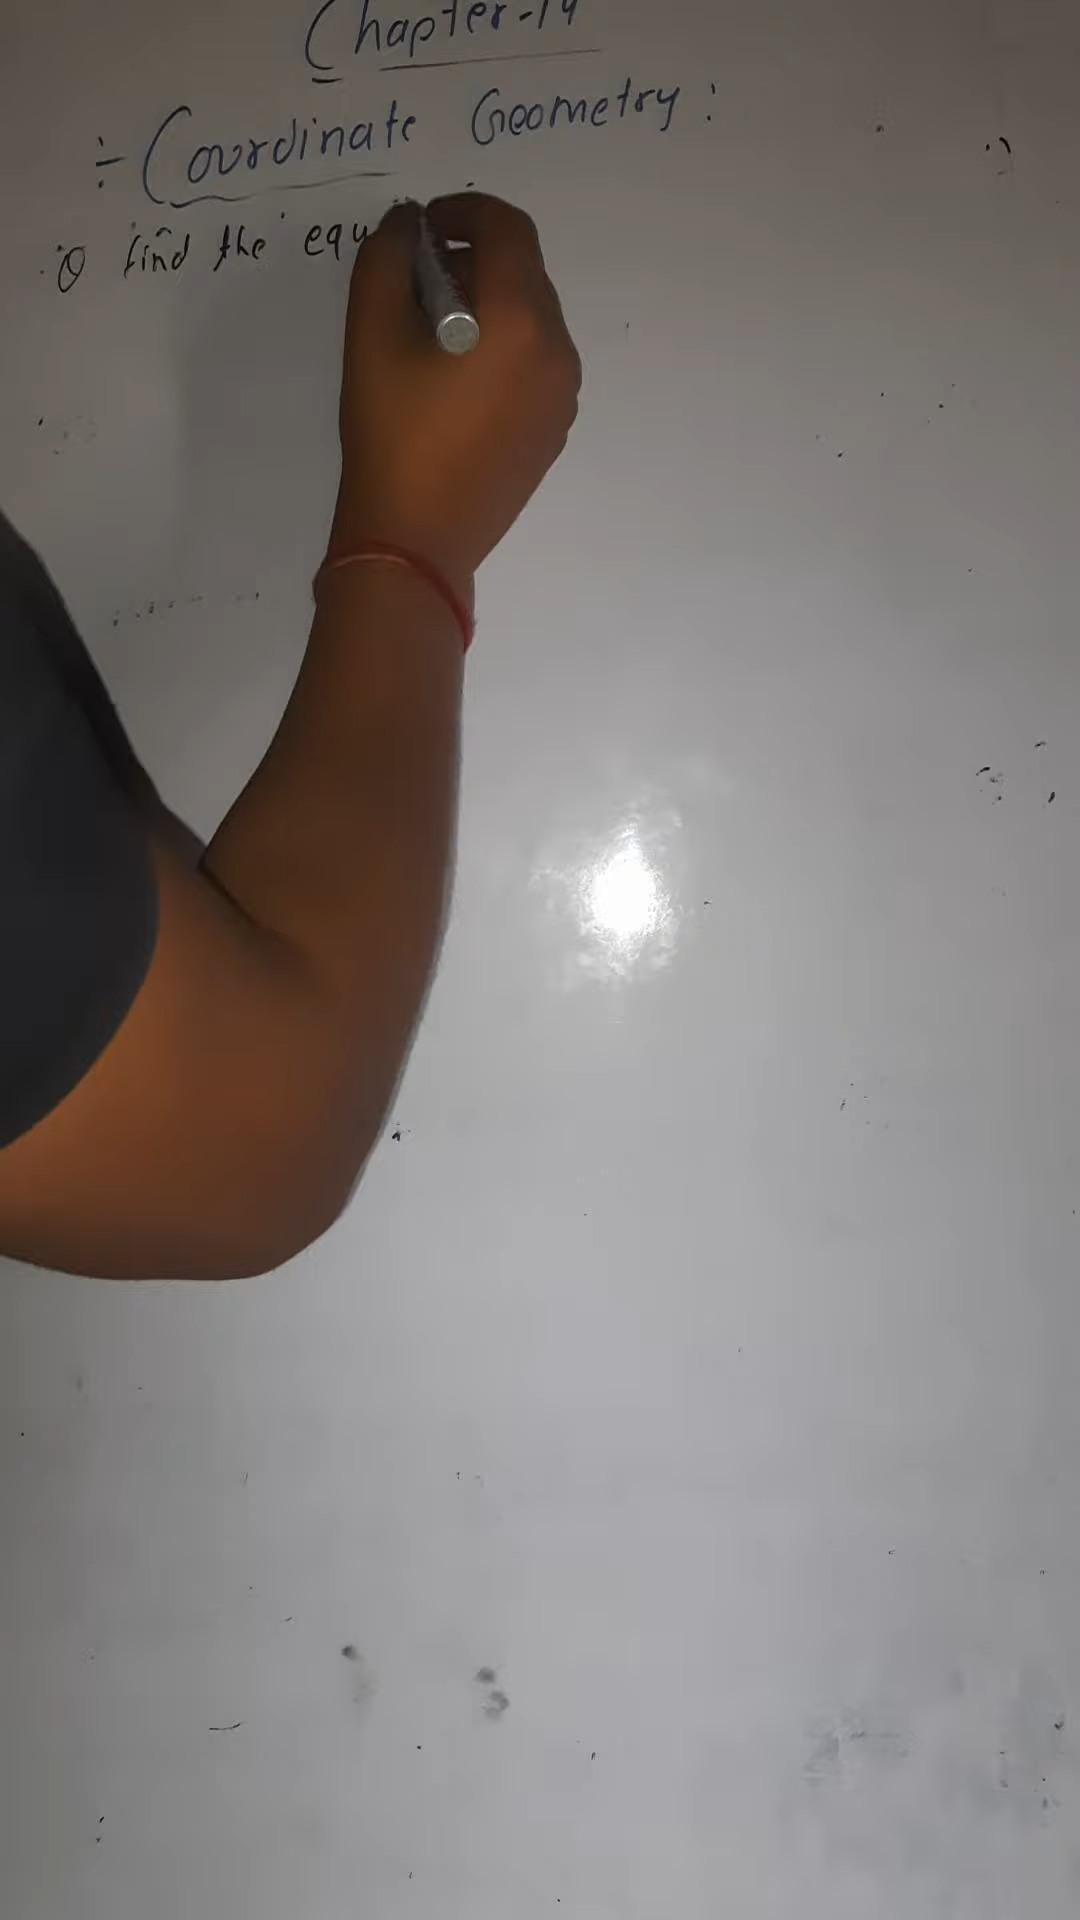 Chapter-14
÷ Coordinate Geometry:
Q find the equ